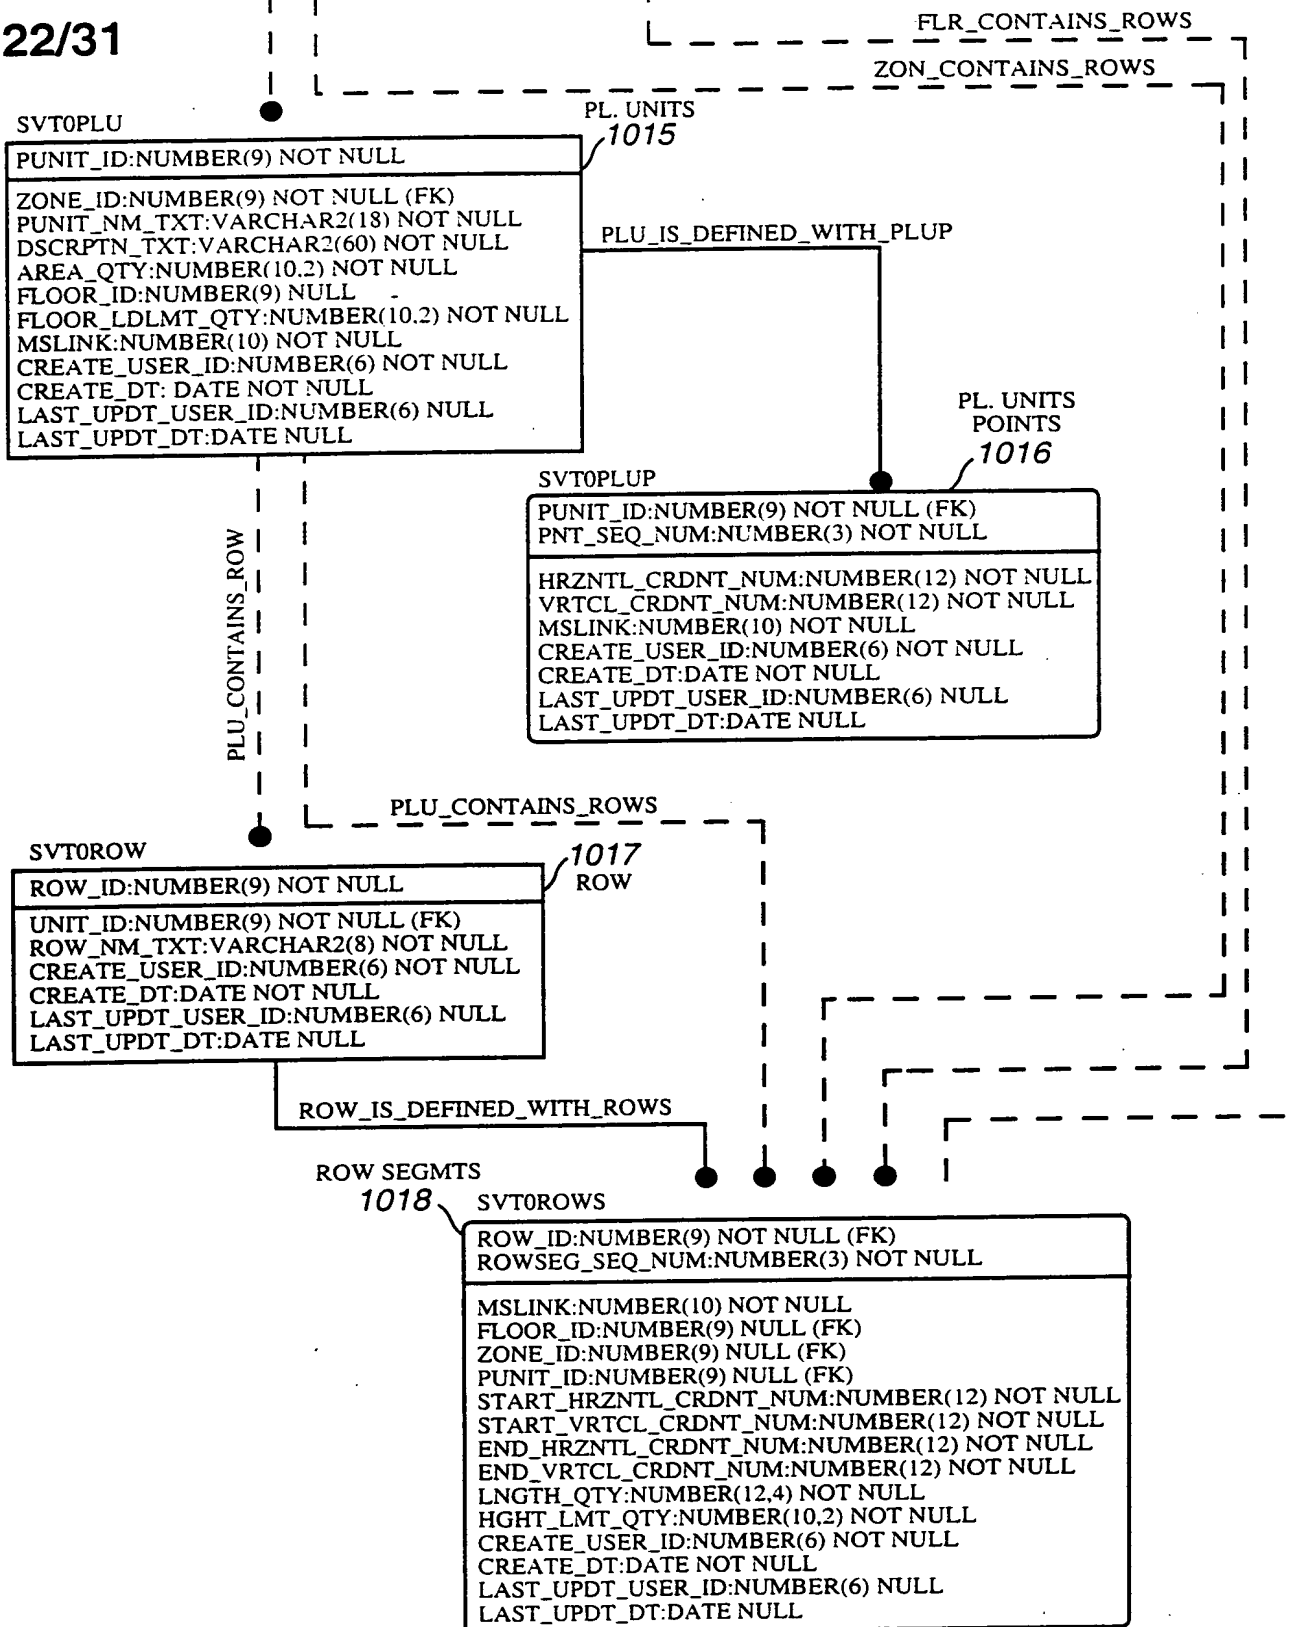 22/31
FLR_CONTAINS_ROWS
ZON_CONTAINS_ROWS
SVT0PLU
PL. UNITS
1015
PUNIT_ID:NUMBER(9) NOT NULL
ZONE_ID:NUMBER(9) NOT NULL (FK)
PUNIT_NM_TXT:VARCHAR2(18) NOT NULL
DSCRPTN_TXT:VARCHAR2(60) NOT NULL
AREA_QTY:NUMBER(10.2) NOT NULL
FLOOR_ID:NUMBER(9) NULL
FLOOR_LDLMT_QTY:NUMBER(10.2) NOT NULL
MSLINK:NUMBER(10) NOT NULL
CREATE_USER_ID:NUMBER(6) NOT NULL
CREATE_DT: DATE NOT NULL
LAST_UPDT_USER_ID:NUMBER(6) NULL
LAST_UPDT_DT:DATE NULL
PLU_IS_DEFINED_WITH_PLUP
PL. UNITS
POINTS
1016
SVT0PLUP
PUNIT_ID:NUMBER(9) NOT NULL (FK)
PNT_SEQ_NUM:NUMBER(3) NOT NULL
HRZNTL_CRDNT_NUM:NUMBER(12) NOT NULL
VRTCL_CRDNT_NUM:NUMBER(12) NOT NULL
MSLINK:NUMBER(10) NOT NULL
CREATE_USER_ID:NUMBER(6) NOT NULL
CREATE_DT:DATE NOT NULL
LAST_UPDT_USER_ID:NUMBER(6) NULL
LAST_UPDT_DT:DATE NULL
PLU_CONTAINS_ROW
PLU_CONTAINS_ROWS
SVT0ROW
1017
ROW
ROW_ID:NUMBER(9) NOT NULL
UNIT_ID:NUMBER(9) NOT NULL (FK)
ROW_NM_TXT:VARCHAR2(8) NOT NULL
CREATE_USER_ID:NUMBER(6) NOT NULL
CREATE_DT:DATE NOT NULL
LAST_UPDT_USER_ID:NUMBER(6) NULL
LAST_UPDT_DT:DATE NULL
ROW_IS_DEFINED_WITH_ROWS
ROW SEGMTS
1018
SVT0ROWS
ROW_ID:NUMBER(9) NOT NULL (FK)
ROWSEG_SEQ_NUM:NUMBER(3) NOT NULL
MSLINK:NUMBER(10) NOT NULL
FLOOR_ID:NUMBER(9) NULL (FK)
ZONE_ID:NUMBER(9) NULL (FK)
PUNIT_ID:NUMBER(9) NULL (FK)
START_HRZNTL_CRDNT_NUM:NUMBER(12) NOT NULL
START_VRTCL_CRDNT_NUM:NUMBER(12) NOT NULL
END_HRZNTL_CRDNT_NUM:NUMBER(12) NOT NULL
END_VRTCL_CRDNT_NUM:NUMBER(12) NOT NULL
LNGTH_QTY:NUMBER(12,4) NOT NULL
HGHT_LMT_QTY:NUMBER(10,2) NOT NULL
CREATE_USER_ID:NUMBER(6) NOT NULL
CREATE_DT:DATE NOT NULL
LAST_UPDT_USER_ID:NUMBER(6) NULL
LAST_UPDT_DT:DATE NULL